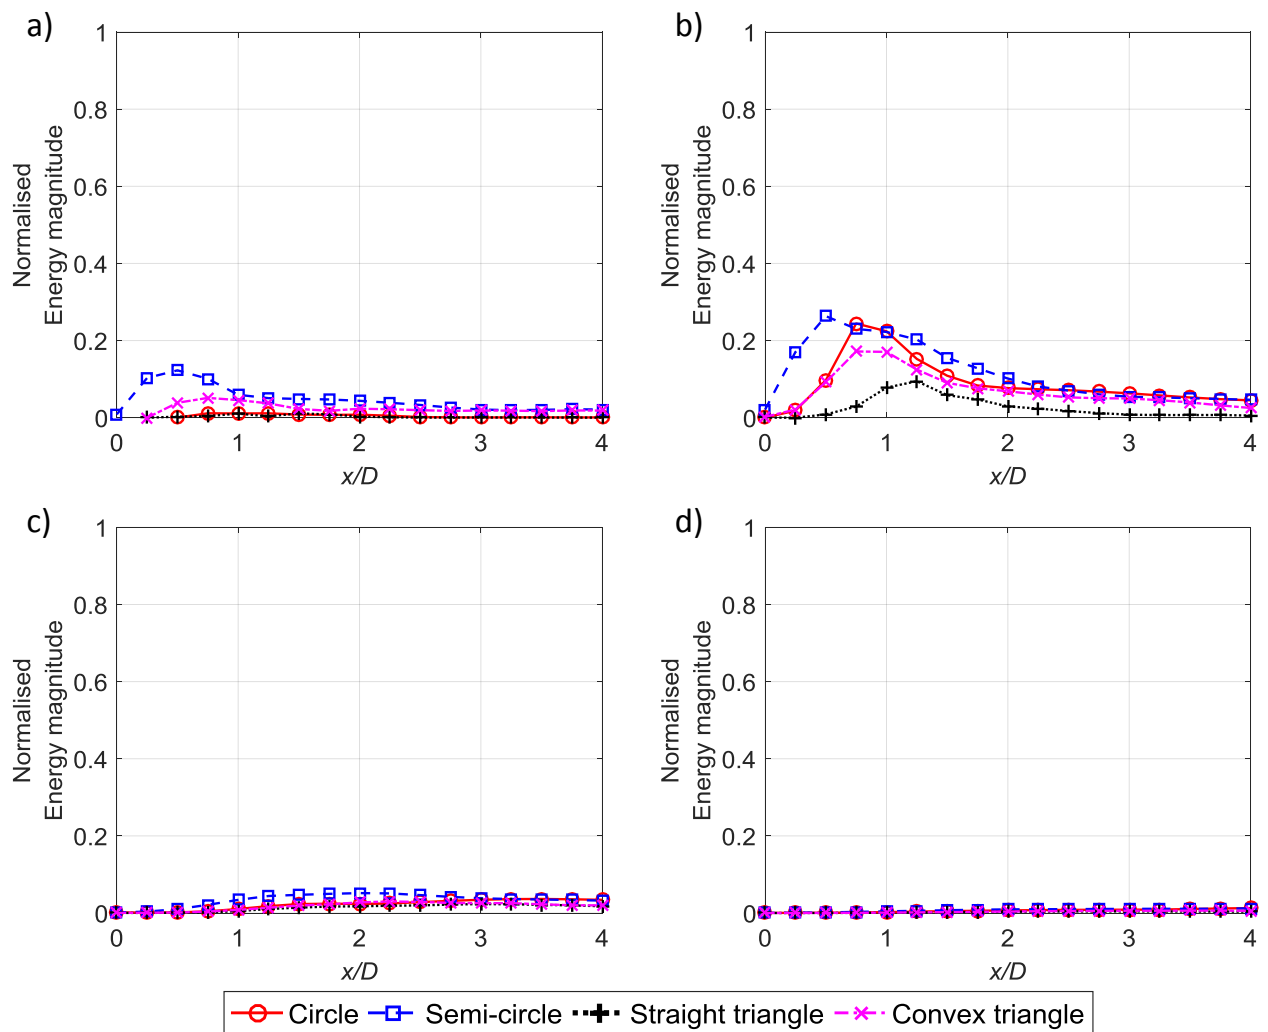 a)
1
0.8
0.6
0.4
0.2
0
Normalised
Energy magnitude
0 1 2 3 4
x/D
b)
1
0.8
0.6
0.4
0.2
0
Normalised
Energy magnitude
0 1 2 3 4
x/D
c)
1
0.8
0.6
0.4
0.2
0
Normalised
Energy magnitude
0 1 2 3 4
x/D
d)
1
0.8
0.6
0.4
0.2
0
Normalised
Energy magnitude
0 1 2 3 4
x/D
Circle Semi-circle Straight triangle Convex triangle